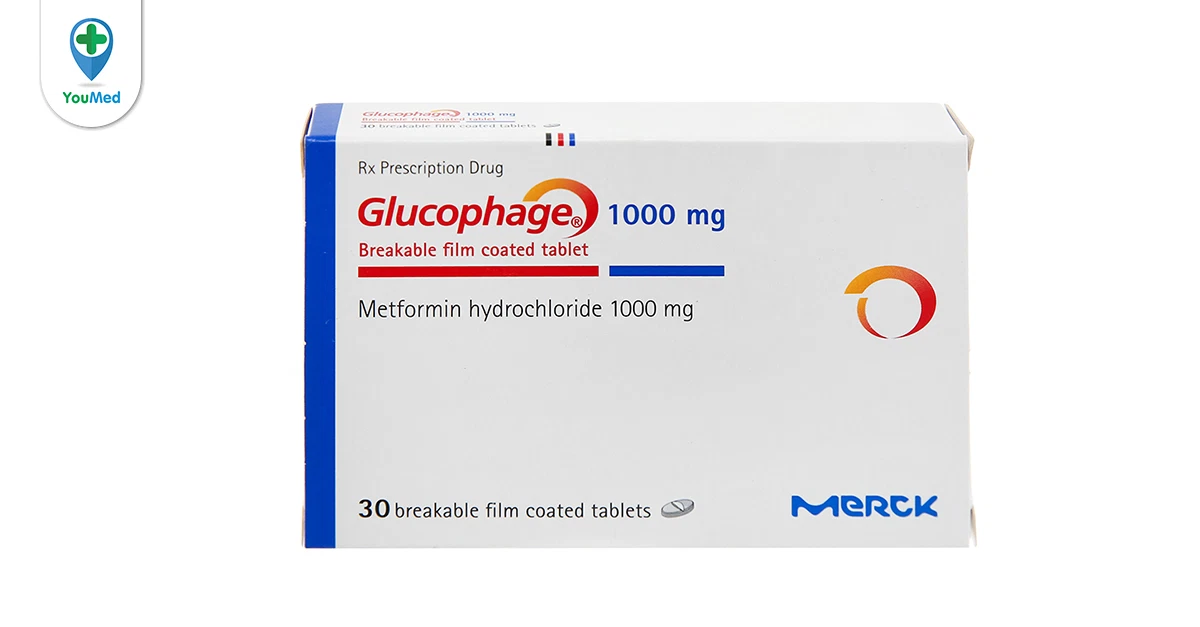 YouMed
Glucophage 1000 mg
Breakable film coated tablet
30 breakable film coated tablets
Rx Prescription Drug
Glucophage® 1000 mg
Breakable film coated tablet
Metformin hydrochloride 1000 mg
30 breakable film coated tablets
MERCK